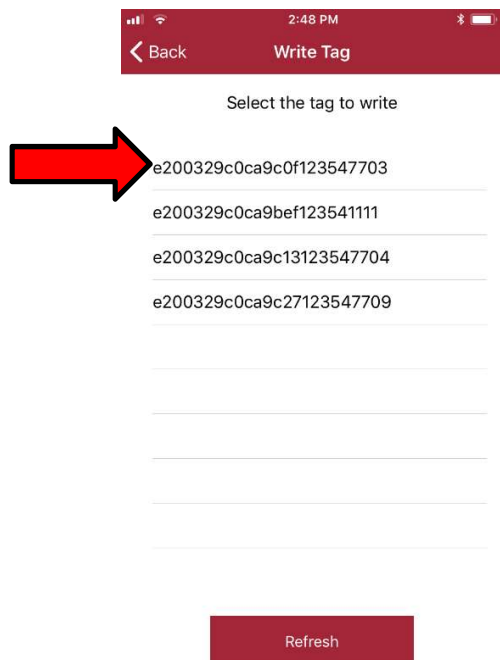 2:48 PM
Back Write Tag
Select the tag to write
e200329c0ca9c0f123547703
e200329c0ca9bef123541111
e200329c0ca9c13123547704
e200329c0ca9c27123547709
Refresh